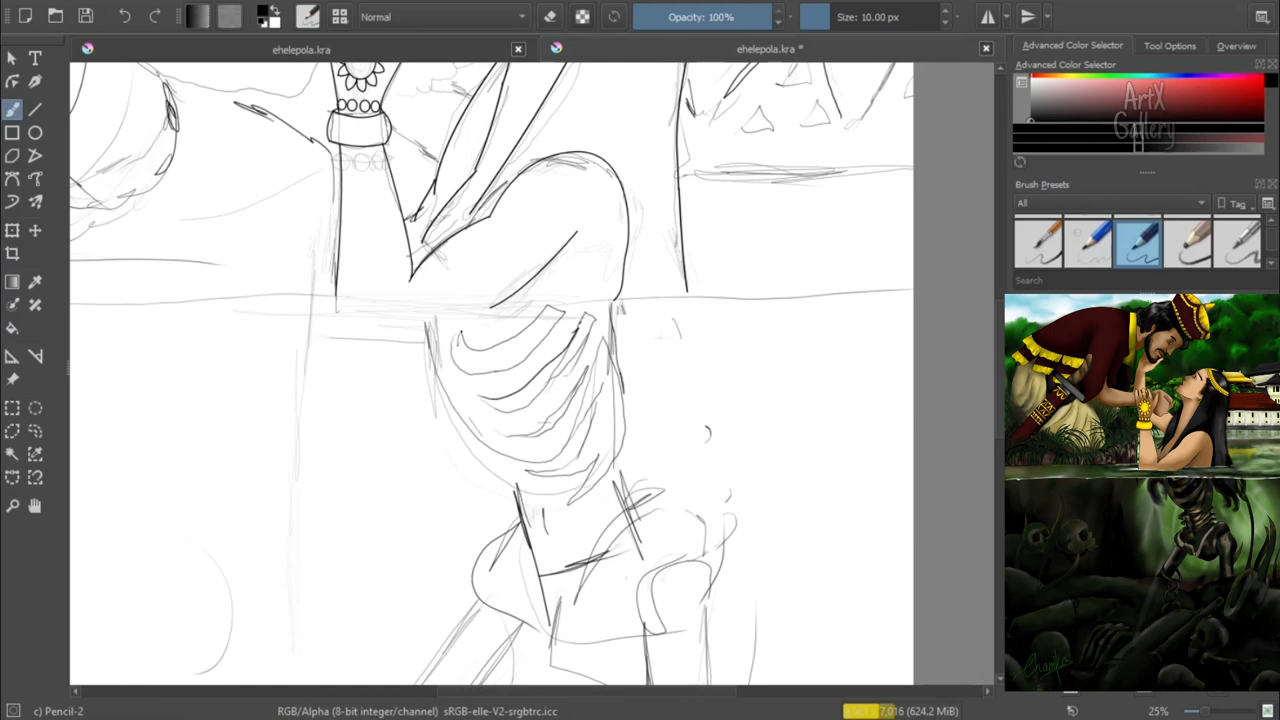 Normal
Opacity: 100%
Size: 10.00 px
ehelepola.kra
ehelepola.kra *
Advanced Color Selector
Tool Options
Overview
Advanced Color Selector
ArtX
Gallery
Brush Presets
All
Tag
Search
c) Pencil-2
RGB/Alpha (8-bit integer/channel) sRGB-elle-V2-srgbtrc.icc
7,016 (624.2 MiB)
25%